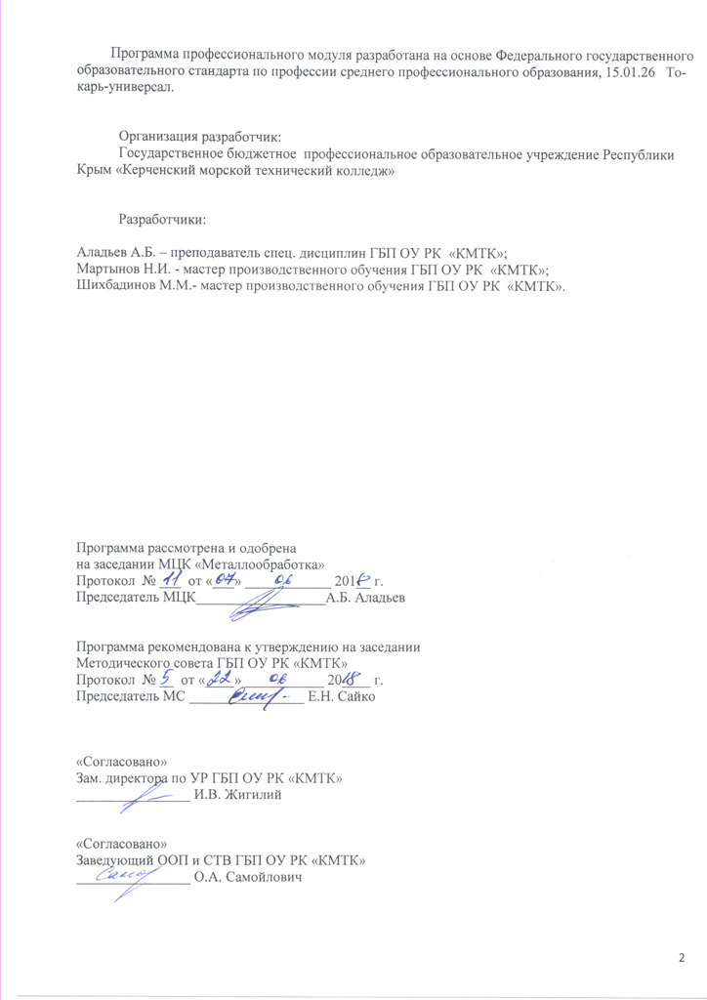 Программа профессионального модуля разработана на основе Федерального государственного
образовательного стандарта по профессии среднего профессионального образования, 15.01.26 То-
карь-универсал.
Организация разработчик:
Государственное бюджетное профессиональное образовательное учреждение Республики
Крым «Керченский морской технический колледж»
Разработчики:
Аладьев А.Б. – преподаватель спец. дисциплин ГБП ОУ РК «КМТК»;
Мартынов Н.И. - мастер производственного обучения ГБП ОУ РК «КМТК»;
Шихбадинов М.М.- мастер производственного обучения ГБП ОУ РК «КМТК».
Программа рассмотрена и одобрена
на заседании МЦК «Металлообработка»
Протокол № 11 от «07» 06 2018 г.
Председатель МЦК_________________А.Б. Аладьев
Программа рекомендована к утверждению на заседании
Методического совета ГБП ОУ РК «КМТК»
Протокол № 5 от «22» 06 2018 г.
Председатель МС _______________ Е.Н. Сайко
«Согласовано»
Зам. директора по УР ГБП ОУ РК «КМТК»
_______________ И.В. Жигилий
«Согласовано»
Заведующий ООП и СТВ ГБП ОУ РК «КМТК»
_______________ О.А. Самойлович
2